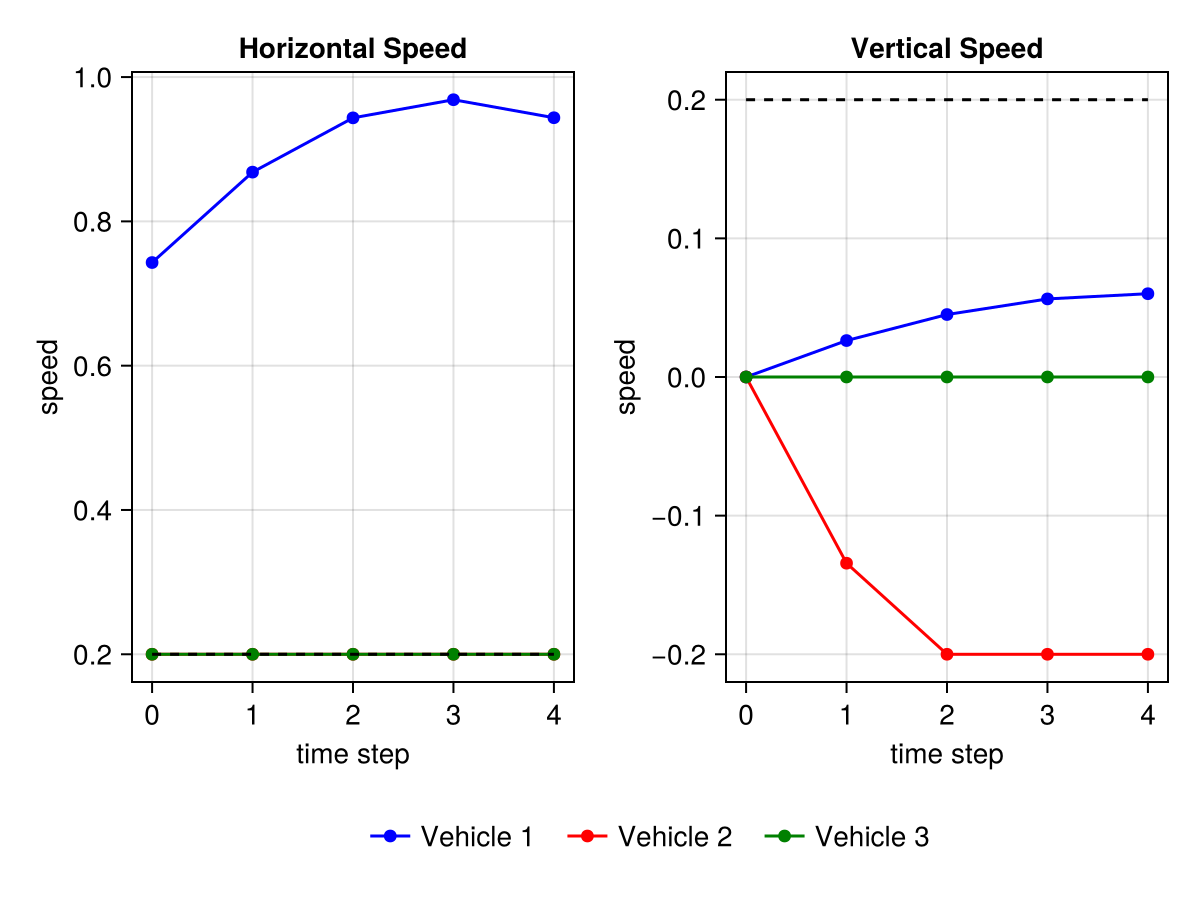 Horizontal Speed
1.0
0.8
0.6
0.4
0.2
speed
0 1 2 3 4
time step
Vertical Speed
0.2
0.1
0.0
−0.1
−0.2
speed
0 1 2 3 4
time step
Vehicle 1 Vehicle 2 Vehicle 3